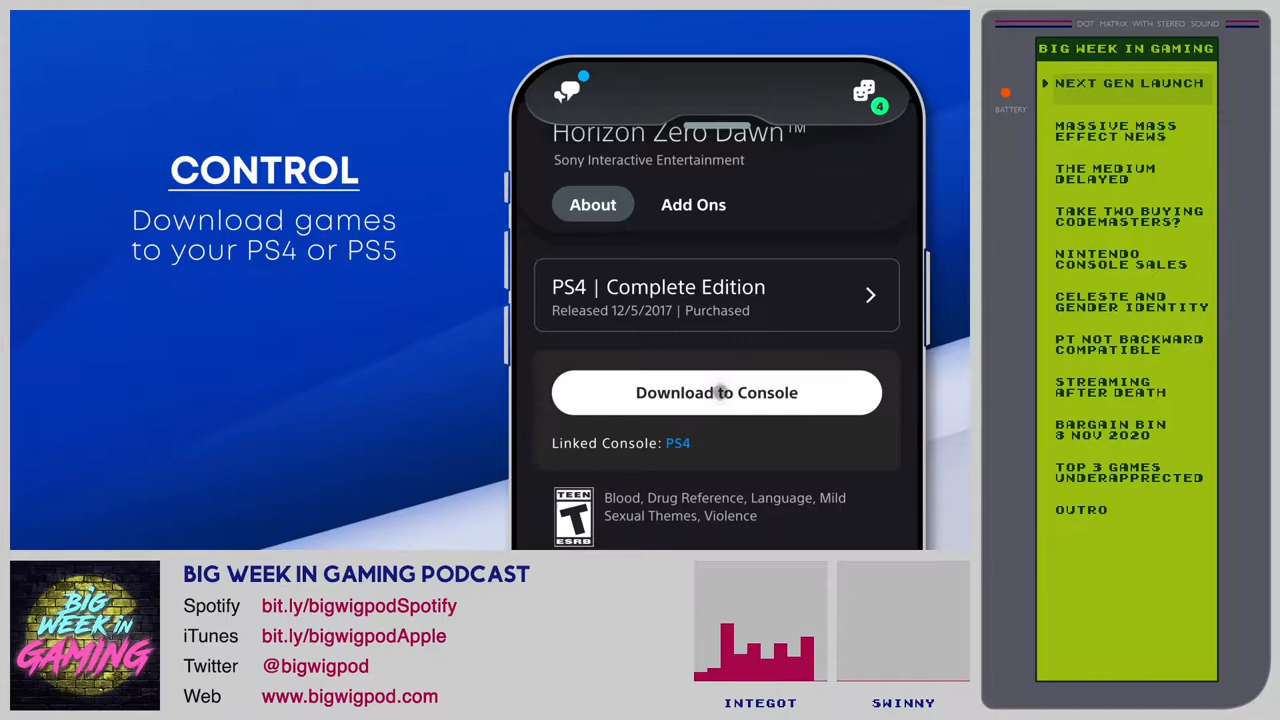 CONTROL
Download games
to your PS4 or PS5
4
Horizon Zero Dawn™
Sony Interactive Entertainment
About
Add Ons
PS4 | Complete Edition
Released 12/5/2017 | Purchased
Download to Console
Linked Console: PS4
TEEN
T
ESRB
Blood, Drug Reference, Language, Mild
Sexual Themes, Violence
DOT MATRIX WITH STEREO SOUND
BATTERY
BIG WEEK IN GAMING
NEXT GEN LAUNCH
MASSIVE MASS
EFFECT NEWS
THE MEDIUM
DELAYED
TAKE TWO BUYING
CODEMASTERS?
NINTENDO
CONSOLE SALES
CELESTE AND
GENDER IDENTITY
PT NOT BACKWARD
COMPATIBLE
STREAMING
AFTER DEATH
BARGAIN BIN
8 NOV 2020
TOP 3 GAMES
UNDERAPPRECTED
OUTRO
BIG
WEEK IN
GAMING
BIG WEEK IN GAMING PODCAST
Spotify bit.ly/bigwigpodSpotify
iTunes bit.ly/bigwigpodApple
Twitter @bigwigpod
Web www.bigwigpod.com
INTEGOT
SWINNY